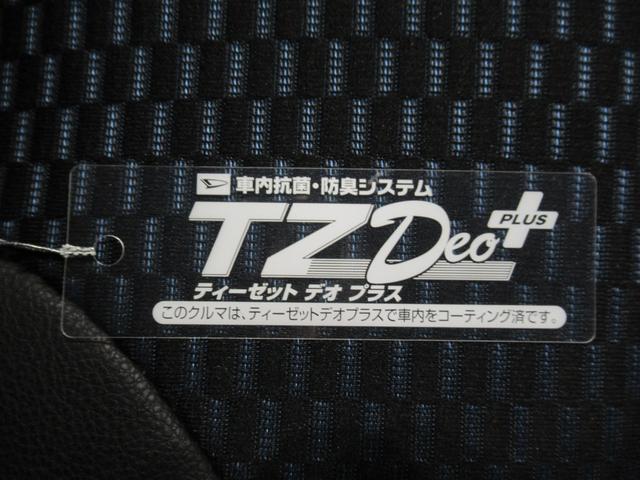 車内抗菌・防臭システム
TZ Deo PLUS
ティーゼット デオ プラス
このクルマは、ティーゼットデオプラスで車内をコーティング済です。